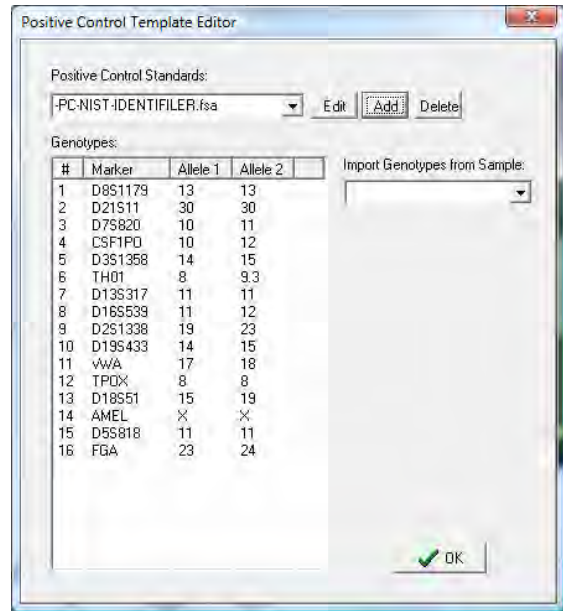 Positive Control Template Editor
Positive Control Standards:
-PC-NIST-IDENTIFILER.fsa Edit Add Delete
Genotypes:
Import Genotypes from Sample:
# Marker Allele 1 Allele 2
1 D8S1179 13 13
2 D21S11 30 30
3 D7S820 10 11
4 CSF1PO 10 12
5 D3S1358 14 15
6 TH01 8 9.3
7 D13S317 11 11
8 D16S539 11 12
9 D2S1338 19 23
10 D19S433 14 15
11 vWA 17 18
12 TPOX 8 8
13 D18S51 15 19
14 AMEL X X
15 D5S818 11 11
16 FGA 23 24
OK